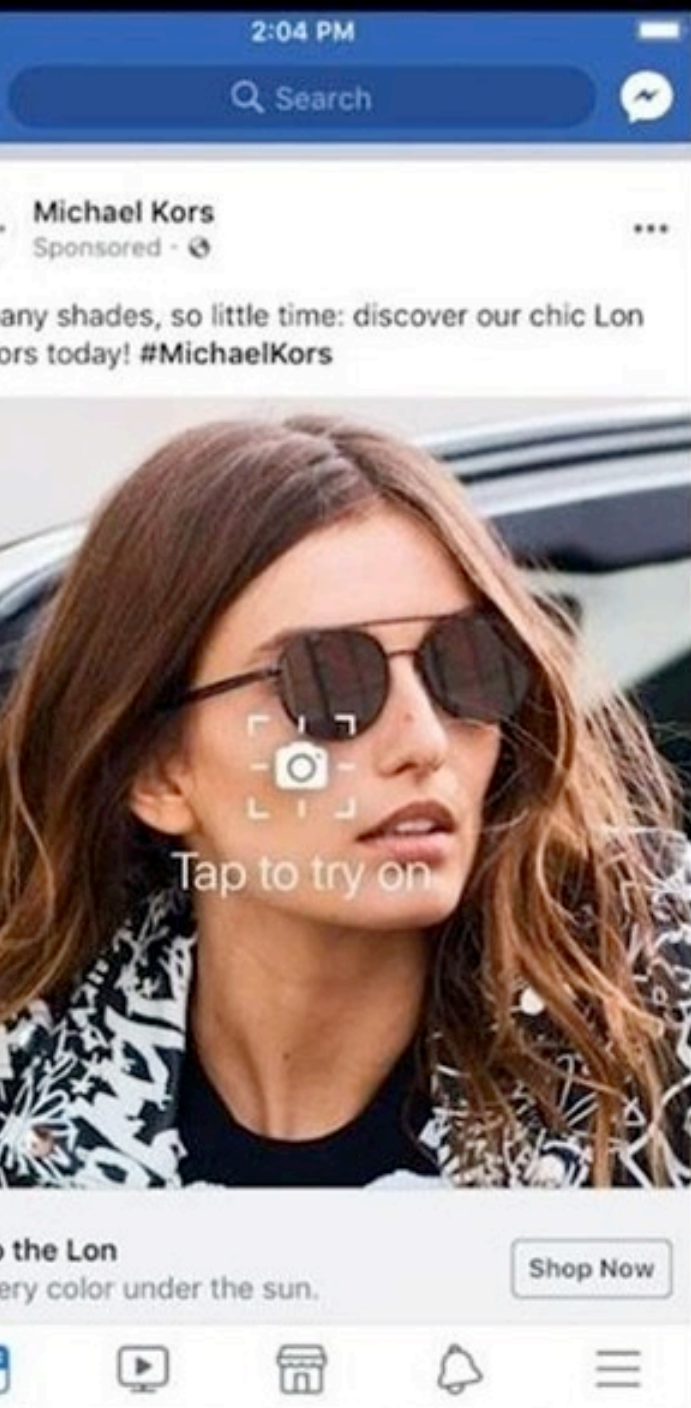 2:04 PM
Search
Michael Kors
Sponsored ·
any shades, so little time: discover our chic Lon
ors today! #MichaelKors
Tap to try on
the Lon
ery color under the sun.
Shop Now